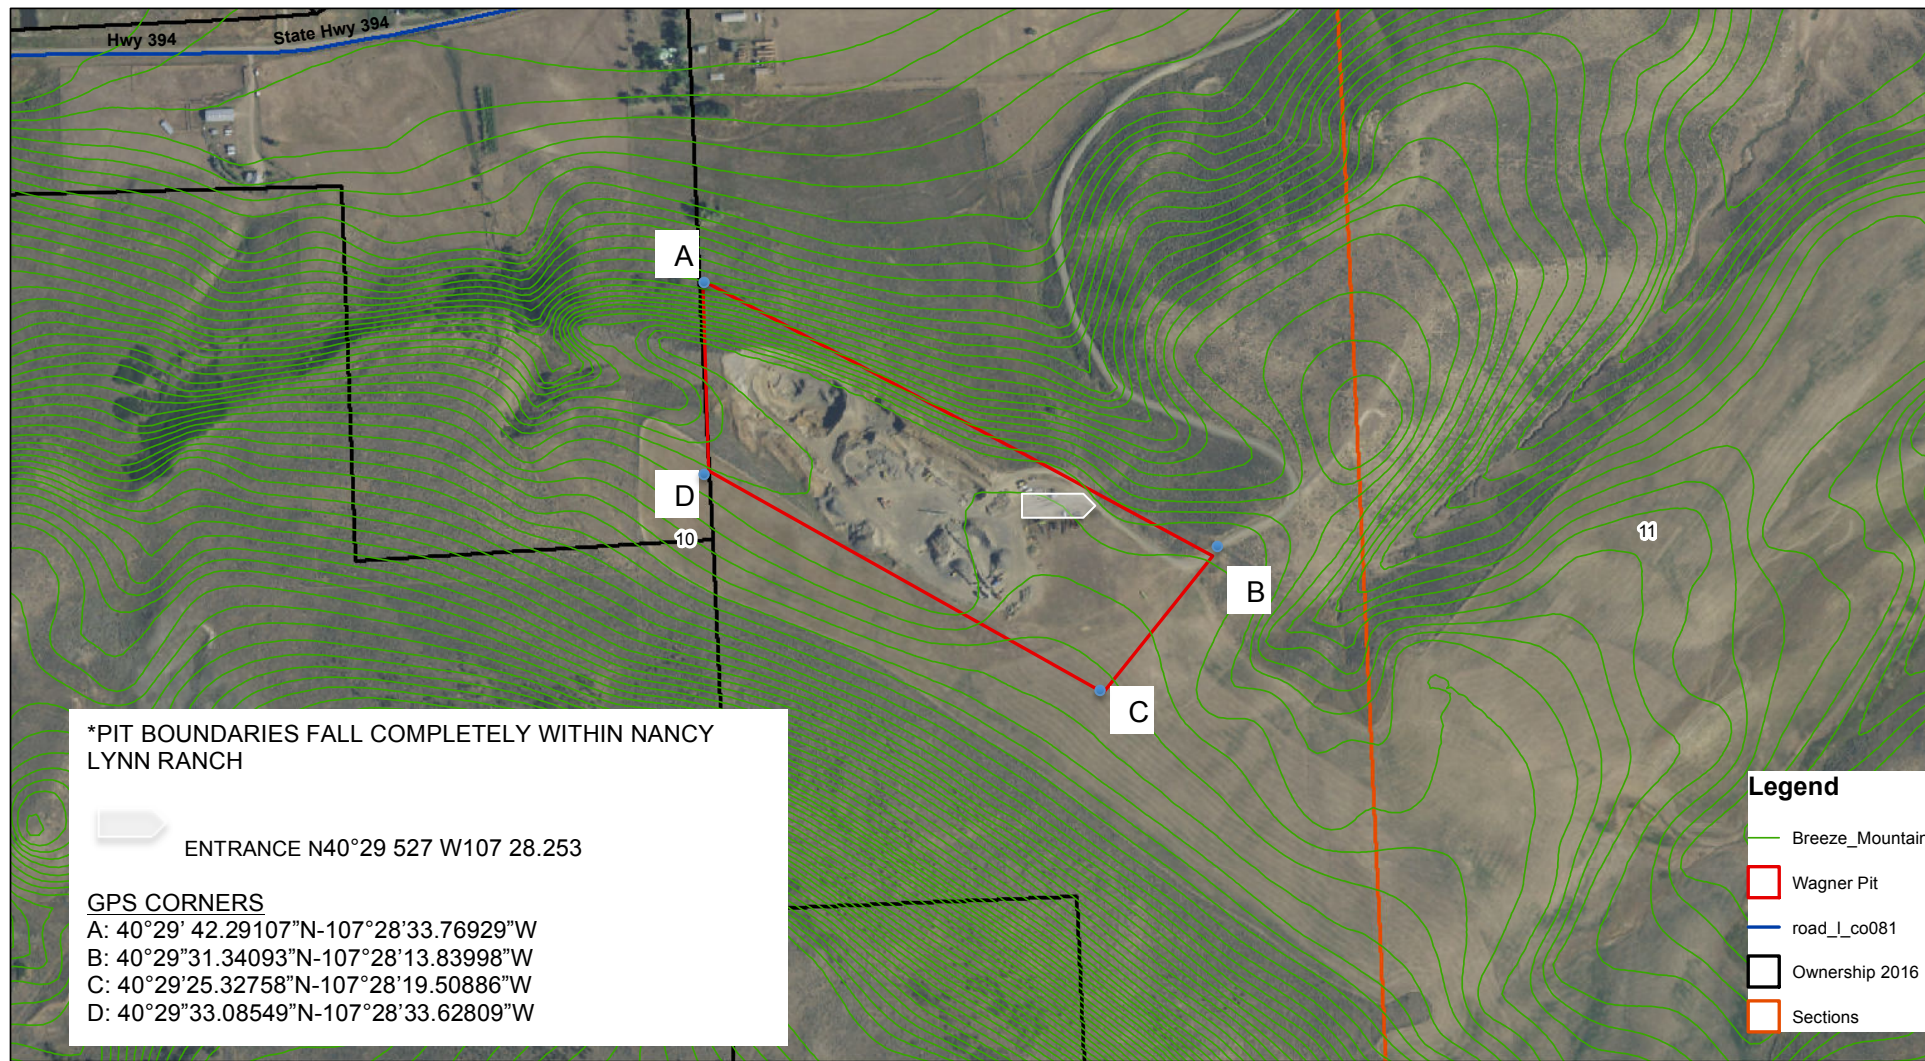 Hwy 394
State Hwy 394
A
D
10
B
C
11
*PIT BOUNDARIES FALL COMPLETELY WITHIN NANCY
LYNN RANCH
ENTRANCE N40°29 527 W107 28.253
GPS CORNERS
A: 40°29’ 42.29107”N-107°28’33.76929”W
B: 40°29”31.34093”N-107°28’13.83998”W
C: 40°29’25.32758”N-107°28’19.50886”W
D: 40°29”33.08549”N-107°28’33.62809”W
Legend
Breeze_Mountain
Wagner Pit
road_l_co081
Ownership 2016
Sections